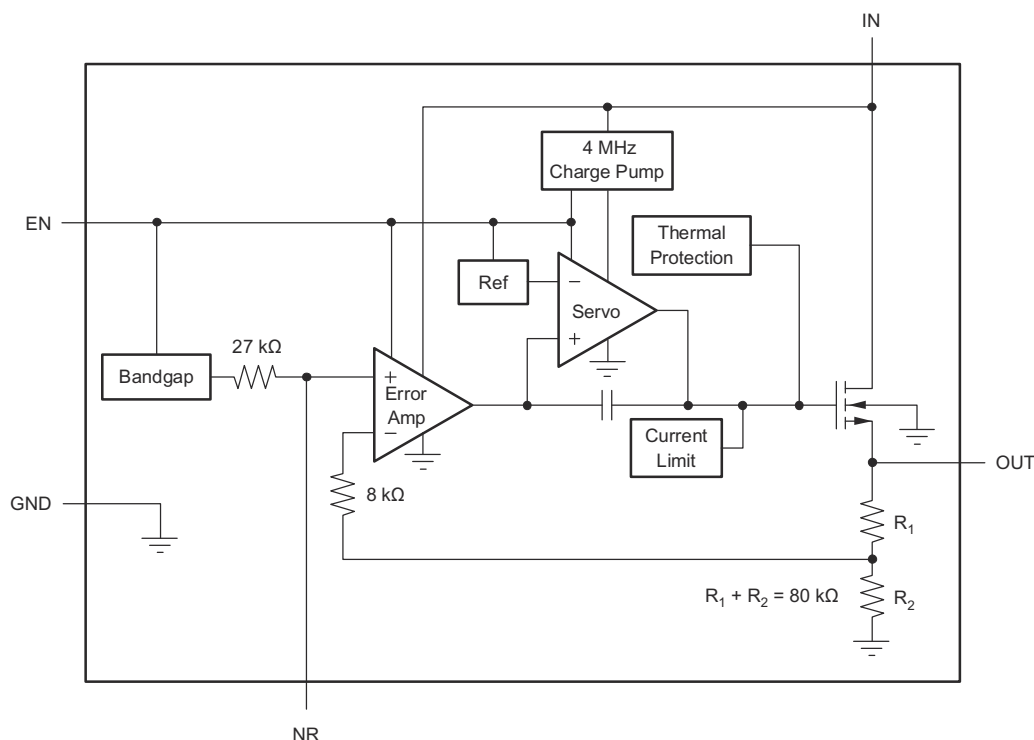 IN
4 MHz
Charge Pump
EN
Thermal
Protection
Ref
−
Servo
+
27 kΩ
Bandgap
+
Error
Amp
−
Current
Limit
OUT
8 kΩ
GND
R1
R1 + R2 = 80 kΩ
R2
NR